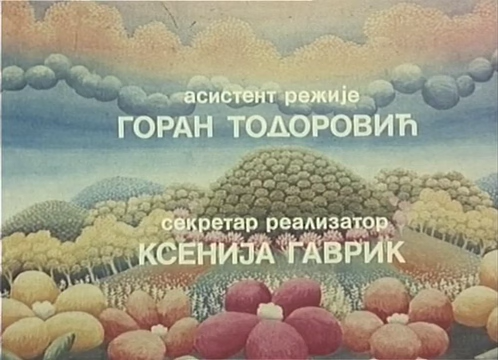 асистент режије
ГОРАН ТОДОРОВИЋ
секретар реализатор
КСЕНИЈА ГАВРИК